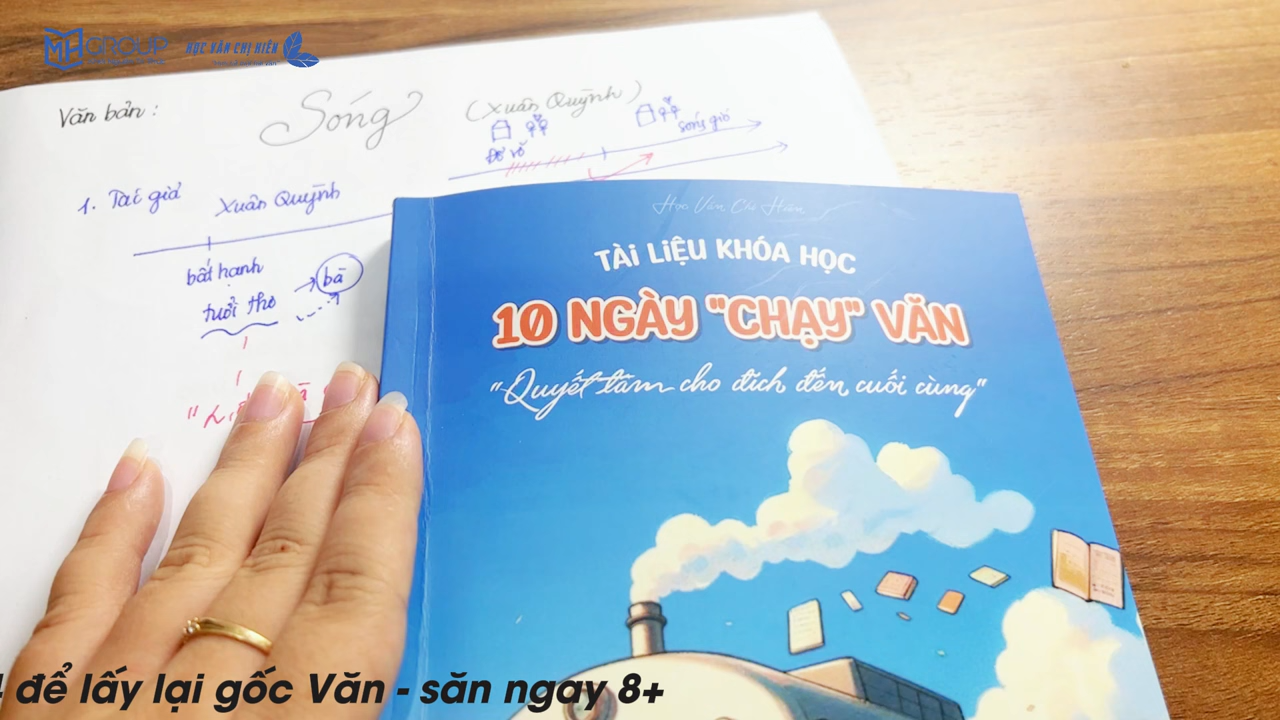 MH GROUP
HỌC VĂN CHỊ HIÊN
Văn bản :
Sóng
(Xuân Quỳnh)
sóng gió
đổ vỡ
1. Tác giả
Xuân Quỳnh
bất hạnh
tuổi thơ
bà
Học Văn Chị Hiên
TÀI LIỆU KHÓA HỌC
10 NGÀY "CHẠY" VĂN
"Quyết tâm cho đích đến cuối cùng"
để lấy lại gốc Văn - săn ngay 8+